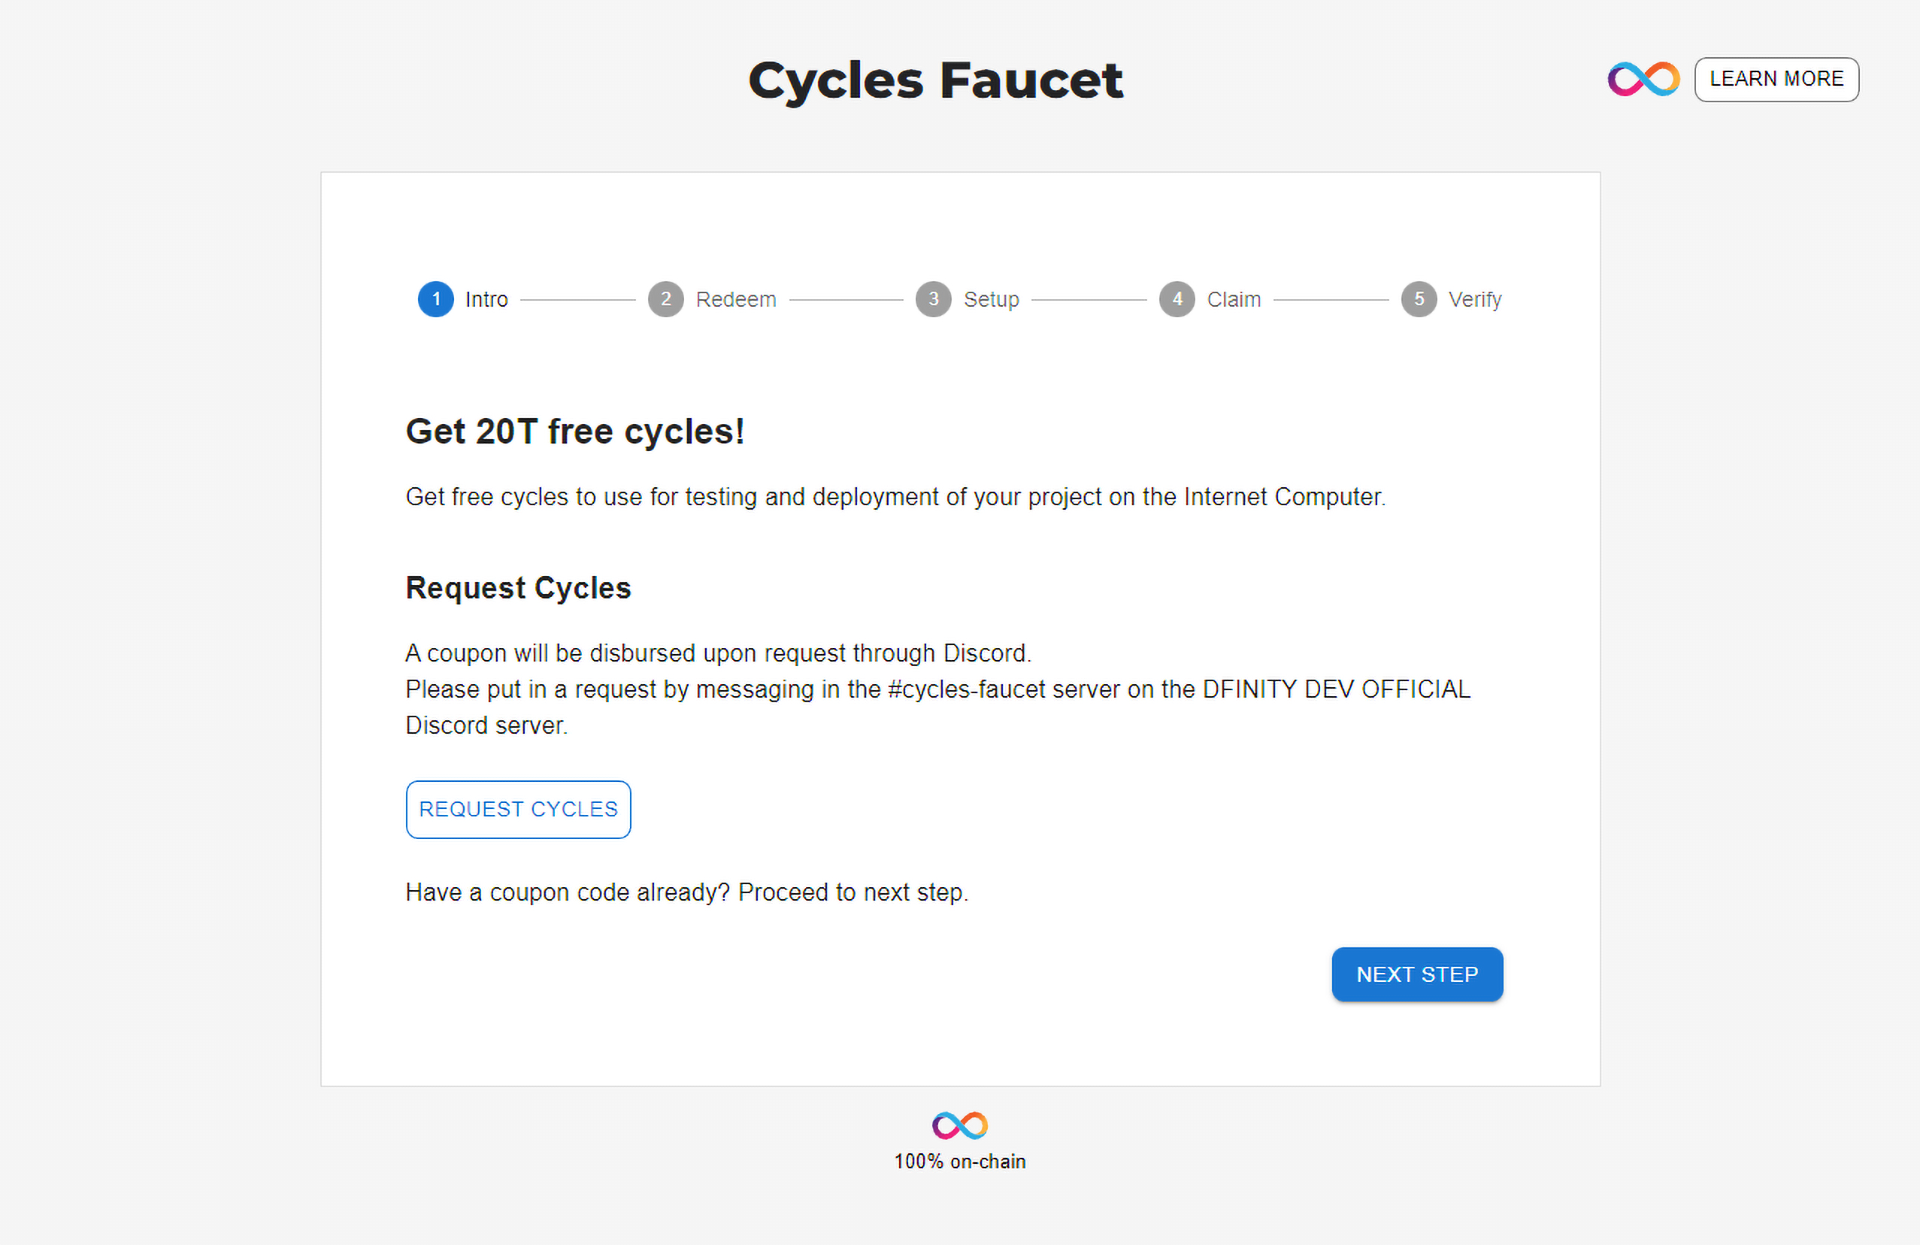 Cycles Faucet
LEARN MORE
1 Intro 2 Redeem 3 Setup 4 Claim 5 Verify
Get 20T free cycles!
Get free cycles to use for testing and deployment of your project on the Internet Computer.
Request Cycles
A coupon will be disbursed upon request through Discord.
Please put in a request by messaging in the #cycles-faucet server on the DFINITY DEV OFFICIAL
Discord server.
REQUEST CYCLES
Have a coupon code already? Proceed to next step.
NEXT STEP
100% on-chain